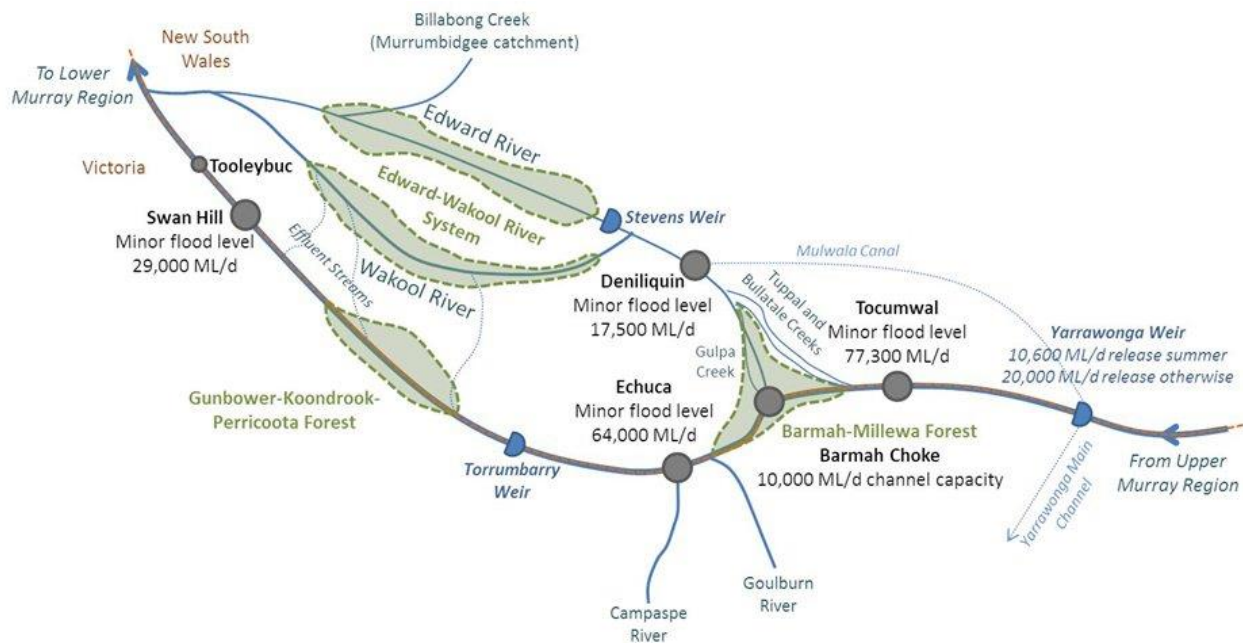 Billabong Creek
(Murrumbidgee catchment)
New South
Wales
To Lower
Murray Region
Edward River
Victoria
Tooleybuc
Edward-Wakool River
System
Stevens Weir
Swan Hill
Minor flood level
29,000 ML/d
Effluent Streams
Wakool River
Mulwala Canal
Deniliquin
Minor flood level
17,500 ML/d
Tuppal and
Bullatale Creeks
Tocumwal
Minor flood level
77,300 ML/d
Yarrawonga Weir
10,600 ML/d release summer
20,000 ML/d release otherwise
Gulpa
Creek
Echuca
Minor flood level
64,000 ML/d
Gunbower-Koondrook-
Perricoota Forest
Barmah-Millewa Forest
Barmah Choke
10,000 ML/d channel capacity
Torrumbarry
Weir
From Upper
Murray Region
Yarrawonga Main
Channel
Goulburn
River
Campaspe
River